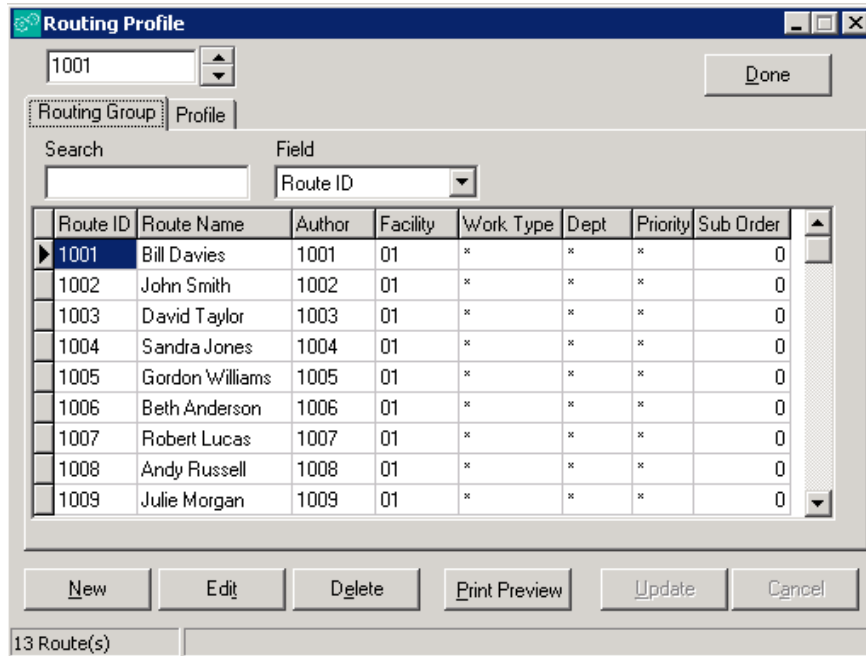 Routing Profile
1001
Done
Routing Group Profile
Search Field
Route ID
Route ID Route Name Author Facility Work Type Dept Priority Sub Order
1001 Bill Davies 1001 01 * * * 0
1002 John Smith 1002 01 * * * 0
1003 David Taylor 1003 01 * * * 0
1004 Sandra Jones 1004 01 * * * 0
1005 Gordon Williams 1005 01 * * * 0
1006 Beth Anderson 1006 01 * * * 0
1007 Robert Lucas 1007 01 * * * 0
1008 Andy Russell 1008 01 * * * 0
1009 Julie Morgan 1009 01 * * * 0
New Edit Delete Print Preview Update Cancel
13 Route(s)